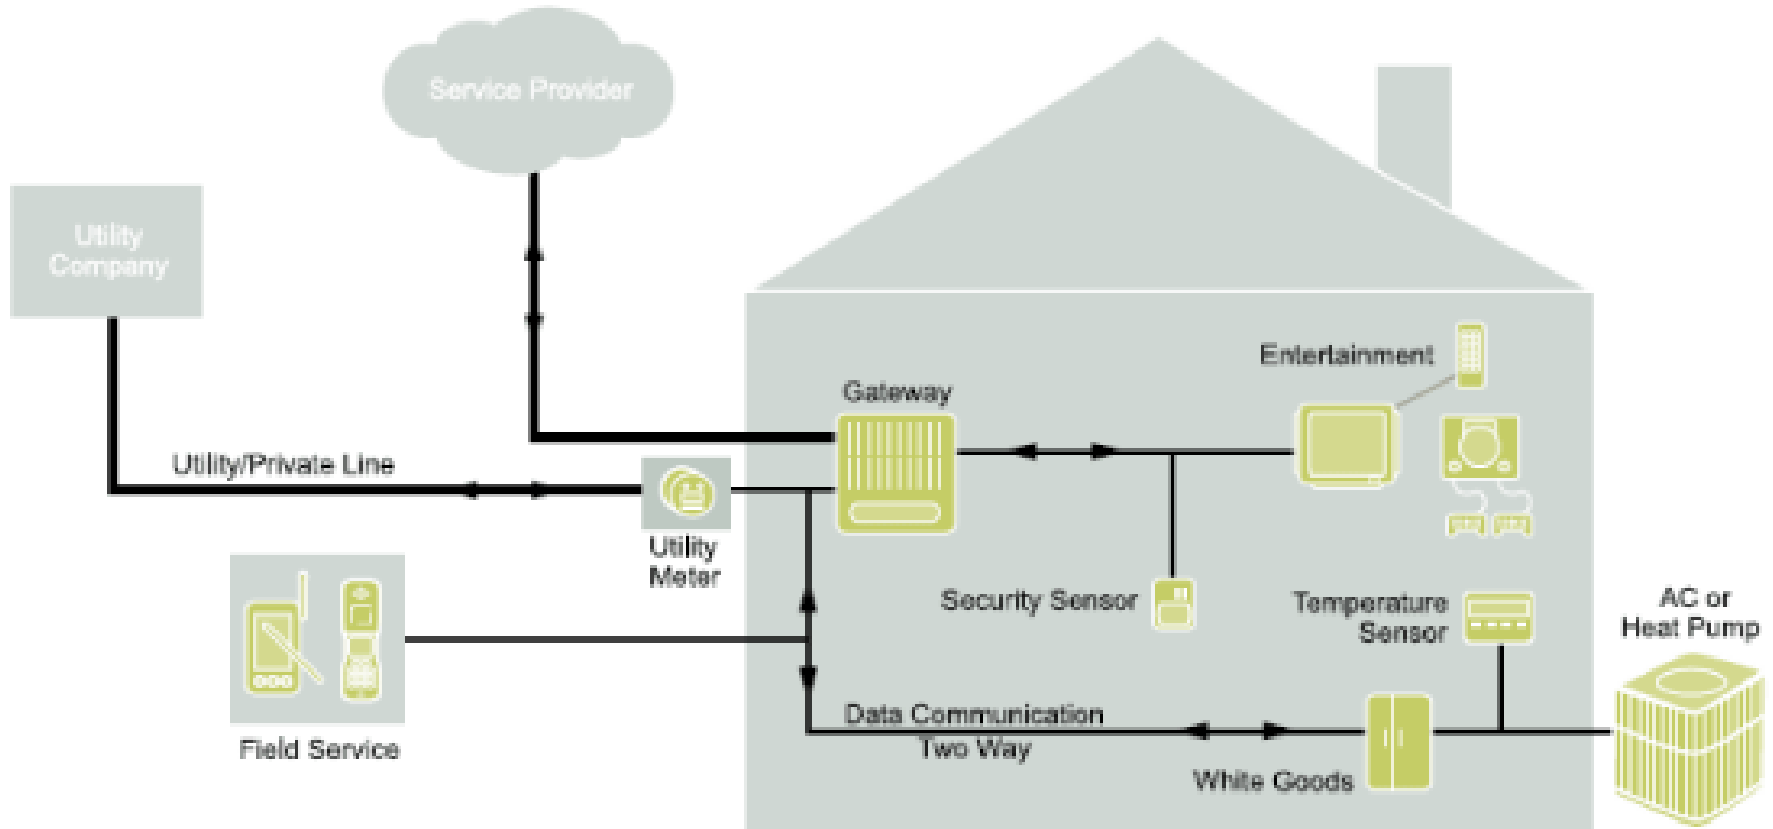 Service Provider
Utility
Company
Entertainment
Gateway
Utility/Private Line
Utility
Meter
Security Sensor
Temperature
Sensor
AC or
Heat Pump
Data Communication
Two Way
Field Service
White Goods